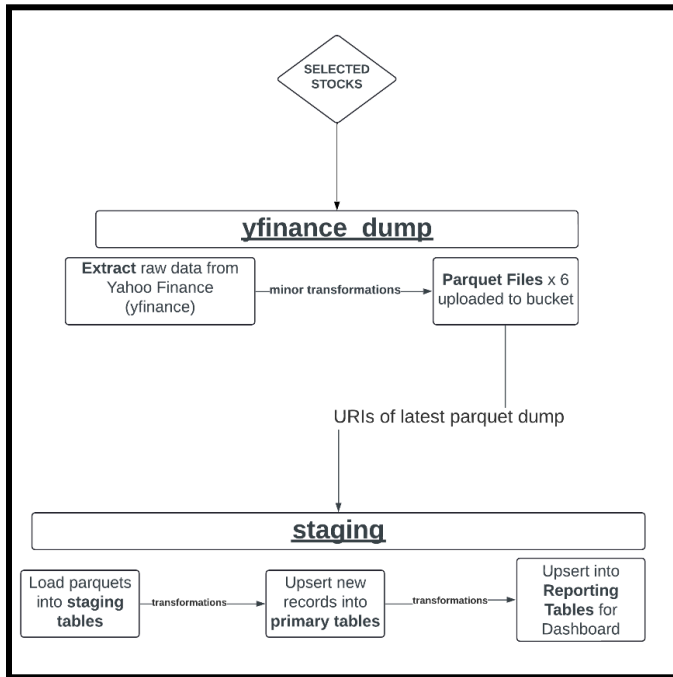 SELECTED
STOCKS
yfinance_dump
Extract raw data from
Yahoo Finance
(yfinance)
minor transformations
Parquet Files x 6
uploaded to bucket
URIs of latest parquet dump
staging
Load parquets
into staging
tables
transformations
Upsert new
records into
primary tables
transformations
Upsert into
Reporting
Tables for
Dashboard